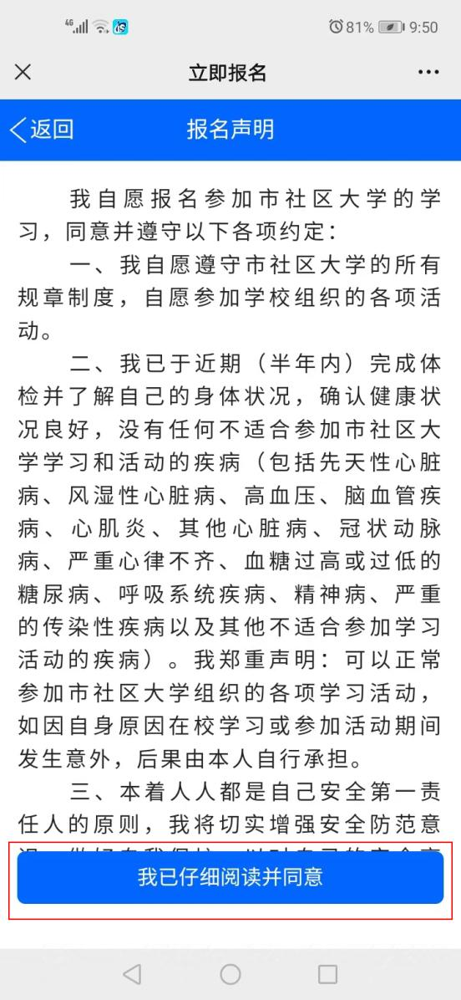 4G 81% 9:50
立即报名
返回 报名声明
我自愿报名参加市社区大学的学
习，同意并遵守以下各项约定：
一、我自愿遵守市社区大学的所有
规章制度，自愿参加学校组织的各项活
动。
二、我已于近期（半年内）完成体
检并了解自己的身体状况，确认健康状
况良好，没有任何不适合参加市社区大
学学习和活动的疾病（包括先天性心脏
病、风湿性心脏病、高血压、脑血管疾
病、心肌炎、其他心脏病、冠状动脉
病、严重心律不齐、血糖过高或过低的
糖尿病、呼吸系统疾病、精神病、严重
的传染性疾病以及其他不适合参加学习
活动的疾病）。我郑重声明：可以正常
参加市社区大学组织的各项学习活动，
如因自身原因在校学习或参加活动期间
发生意外，后果由本人自行承担。
三、本着人人都是自己安全第一责
任人的原则，我将切实增强安全防范意
我已仔细阅读并同意